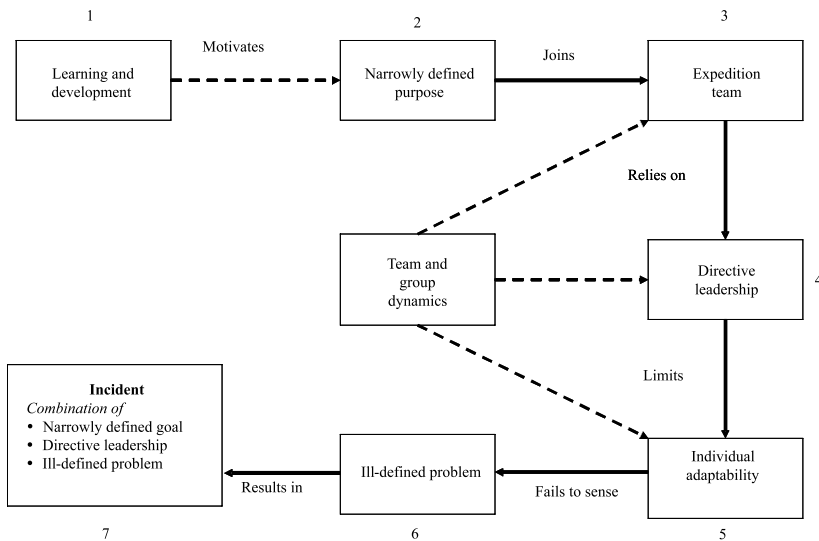 1
2
3
Learning and
development
Motivates
Narrowly defined
purpose
Joins
Expedition
team
Relies on
Team and
group
dynamics
Directive
leadership
4
Limits
Incident
Combination of
• Narrowly defined goal
• Directive leadership
• Ill-defined problem
Results in
Ill-defined problem
Fails to sense
Individual
adaptability
7
6
5